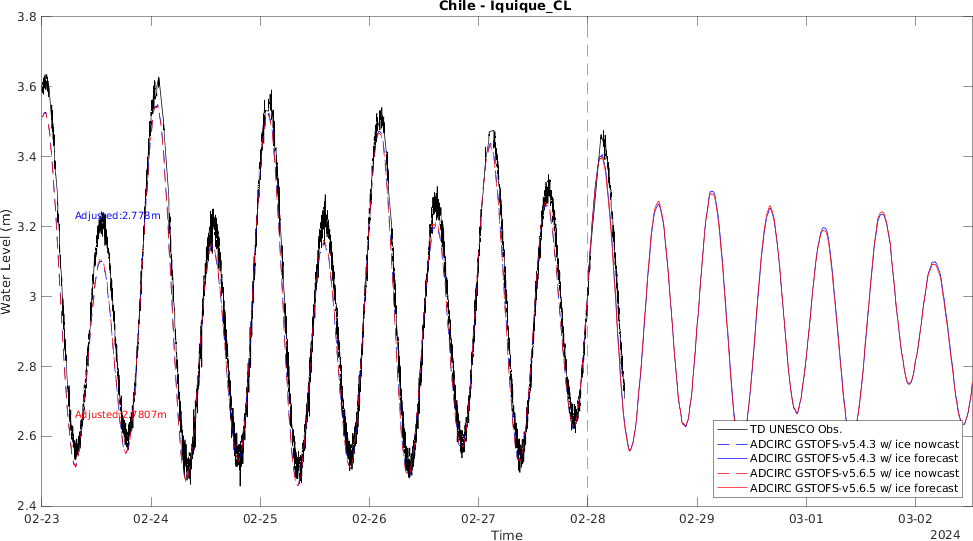 Chile - Iquique_CL
3.8
3.6
3.4
3.2
3
2.8
2.6
2.4
Water Level (m)
Adjusted:2.773m
Adjusted:2.7807m
TD UNESCO Obs.
ADCIRC GSTOFS-v5.4.3 w/ ice nowcast
ADCIRC GSTOFS-v5.4.3 w/ ice forecast
ADCIRC GSTOFS-v5.6.5 w/ ice nowcast
ADCIRC GSTOFS-v5.6.5 w/ ice forecast
02-23 02-24 02-25 02-26 02-27 02-28 02-29 03-01 03-02
Time
2024